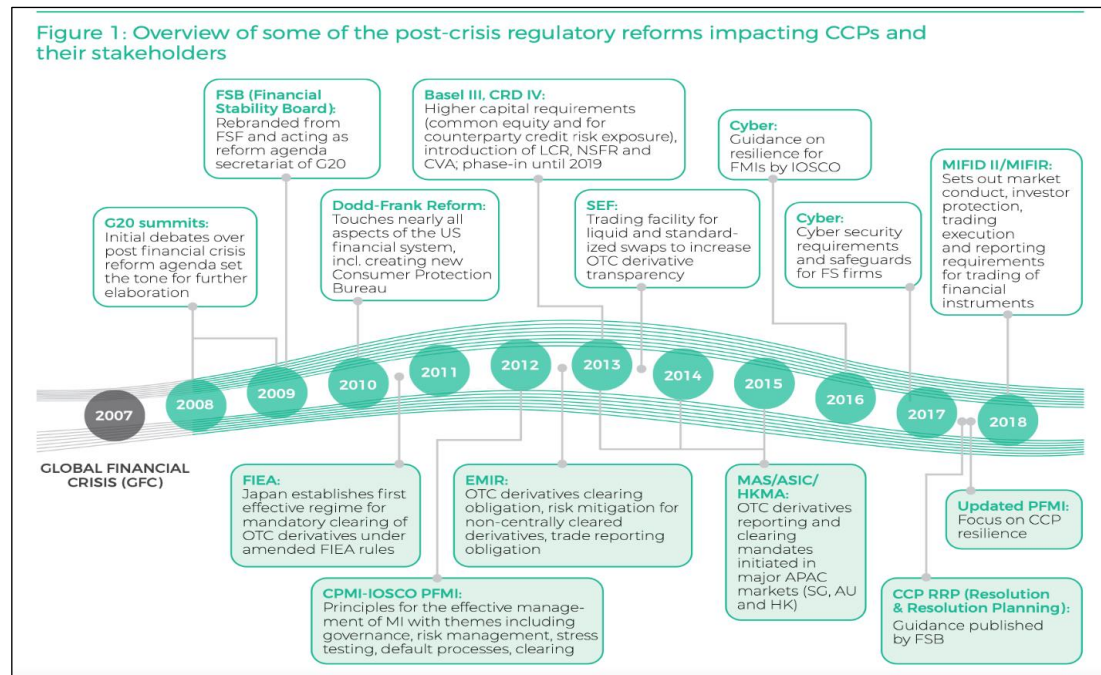 Figure 1: Overview of some of the post-crisis regulatory reforms impacting CCPs and
their stakeholders
FSB (Financial
Stability Board):
Rebranded from
FSF and acting as
reform agenda
secretariat of G20
Basel III, CRD IV:
Higher capital requirements
(common equity and for
counterparty credit risk exposure),
introduction of LCR, NSFR and
CVA; phase-in until 2019
Cyber:
Guidance on
resilience for
FMIs by IOSCO
MIFID II/MIFIR:
Sets out market
conduct, investor
protection,
trading
execution
and reporting
requirements
for trading of
financial
instruments
G20 summits:
Initial debates over
post financial crisis
reform agenda set
the tone for further
elaboration
Dodd-Frank Reform:
Touches nearly all
aspects of the US
financial system,
incl. creating new
Consumer Protection
Bureau
SEF:
Trading facility for
liquid and standard-
ized swaps to increase
OTC derivative
transparency
Cyber:
Cyber security
requirements
and safeguards
for FS firms
2007
2008
2009
2010
2011
2012
2013
2014
2015
2016
2017
2018
GLOBAL FINANCIAL
CRISIS (GFC)
FIEA:
Japan establishes first
effective regime for
mandatory clearing of
OTC derivatives under
amended FIEA rules
EMIR:
OTC derivatives clearing
obligation, risk mitigation for
non-centrally cleared
derivatives, trade reporting
obligation
MAS/ASIC/
HKMA:
OTC derivatives
reporting and
clearing
mandates
initiated in
major APAC
markets (SG, AU
and HK)
Updated PFMI:
Focus on CCP
resilience
CPMI-IOSCO PFMI:
Principles for the effective manage-
ment of MI with themes including
governance, risk management, stress
testing, default processes, clearing
CCP RRP (Resolution
& Resolution Planning):
Guidance published
by FSB